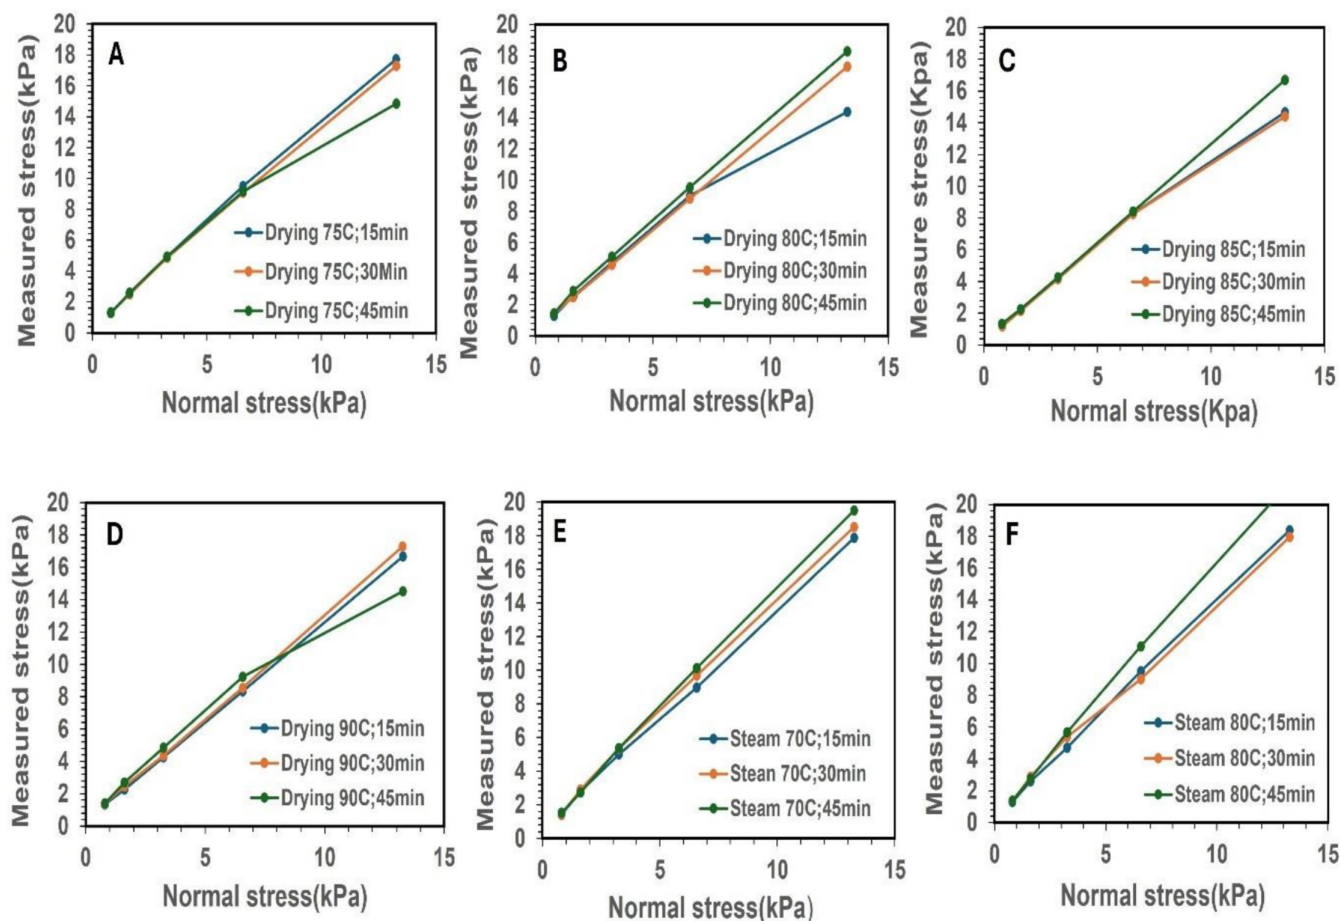 A
Measured stress(kPa)
20
18
16
14
12
10
8
6
4
2
0
Drying 75C;15min
Drying 75C;30Min
Drying 75C;45min
0 5 10 15
Normal stress(kPa)
B
Measured stress(kPa)
20
18
16
14
12
10
8
6
4
2
0
Drying 80C;15min
Drying 80C;30min
Drying 80C;45min
0 5 10 15
Normal stress(kPa)
C
Measure stress(Kpa)
20
18
16
14
12
10
8
6
4
2
0
Drying 85C;15min
Drying 85C;30min
Drying 85C;45min
0 5 10 15
Normal stress(Kpa)
D
Measured stress(kPa)
20
18
16
14
12
10
8
6
4
2
0
Drying 90C;15min
Drying 90C;30min
Drying 90C;45min
0 5 10 15
Normal stress(kPa)
E
Measured stress(kPa)
20
18
16
14
12
10
8
6
4
2
0
Steam 70C;15min
Stean 70C;30min
Steam 70C;45min
0 5 10 15
Normal stress(kPa)
F
Measured stress(kPa)
20
18
16
14
12
10
8
6
4
2
0
Steam 80C;15min
Steam 80C;30min
Steam 80C;45min
0 5 10 15
Normal stress(kPa)